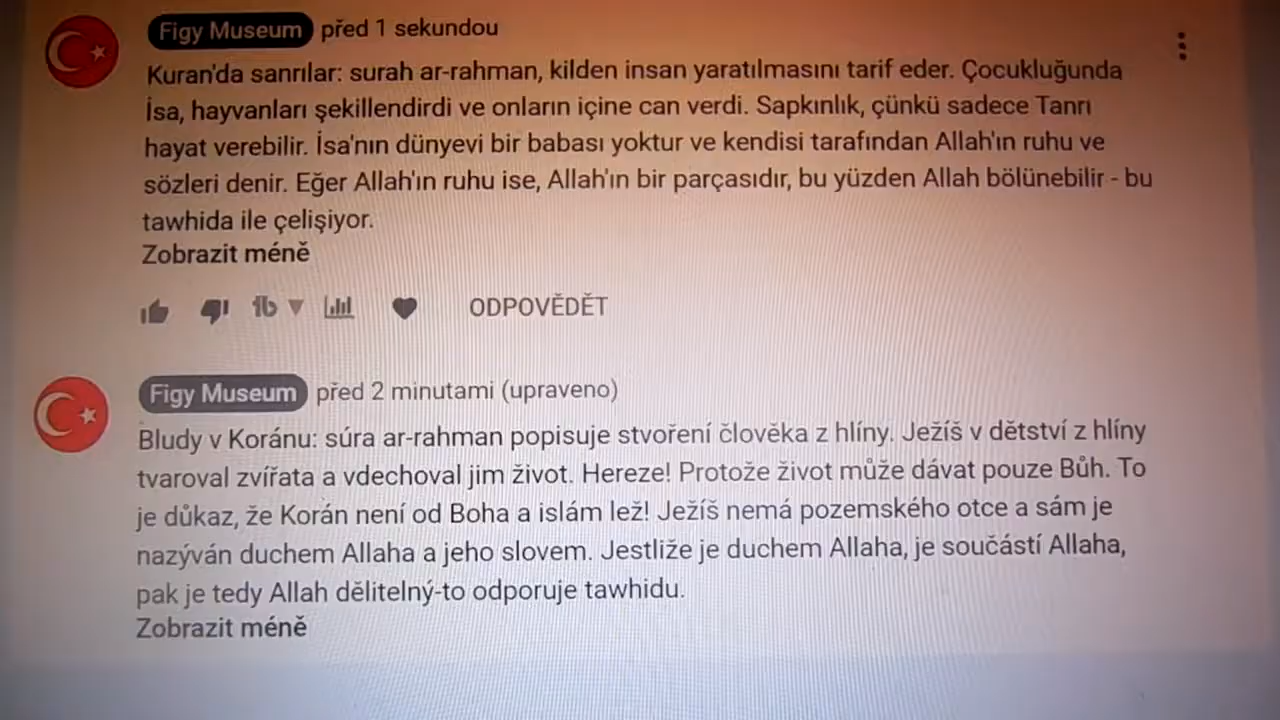 Figy Museum před 1 sekundou
Kuran'da sanrılar: surah ar-rahman, kilden insan yaratılmasını tarif eder. Çocukluğunda
İsa, hayvanları şekillendirdi ve onların içine can verdi. Sapkınlık, çünkü sadece Tanrı
hayat verebilir. İsa'nın dünyevi bir babası yoktur ve kendisi tarafından Allah'ın ruhu ve
sözleri denir. Eğer Allah'ın ruhu ise, Allah'ın bir parçasıdır, bu yüzden Allah bölünebilir - bu
tawhida ile çelişiyor.
Zobrazit méně
ODPOVĚDĚT
Figy Museum před 2 minutami (upraveno)
Bludy v Koránu: súra ar-rahman popisuje stvoření člověka z hlíny. Ježíš v dětství z hlíny
tvaroval zvířata a vdechoval jim život. Hereze! Protože život může dávat pouze Bůh. To
je důkaz, že Korán není od Boha a islám lež! Ježíš nemá pozemského otce a sám je
nazýván duchem Allaha a jeho slovem. Jestliže je duchem Allaha, je součástí Allaha,
pak je tedy Allah dělitelný-to odporuje tawhidu.
Zobrazit méně